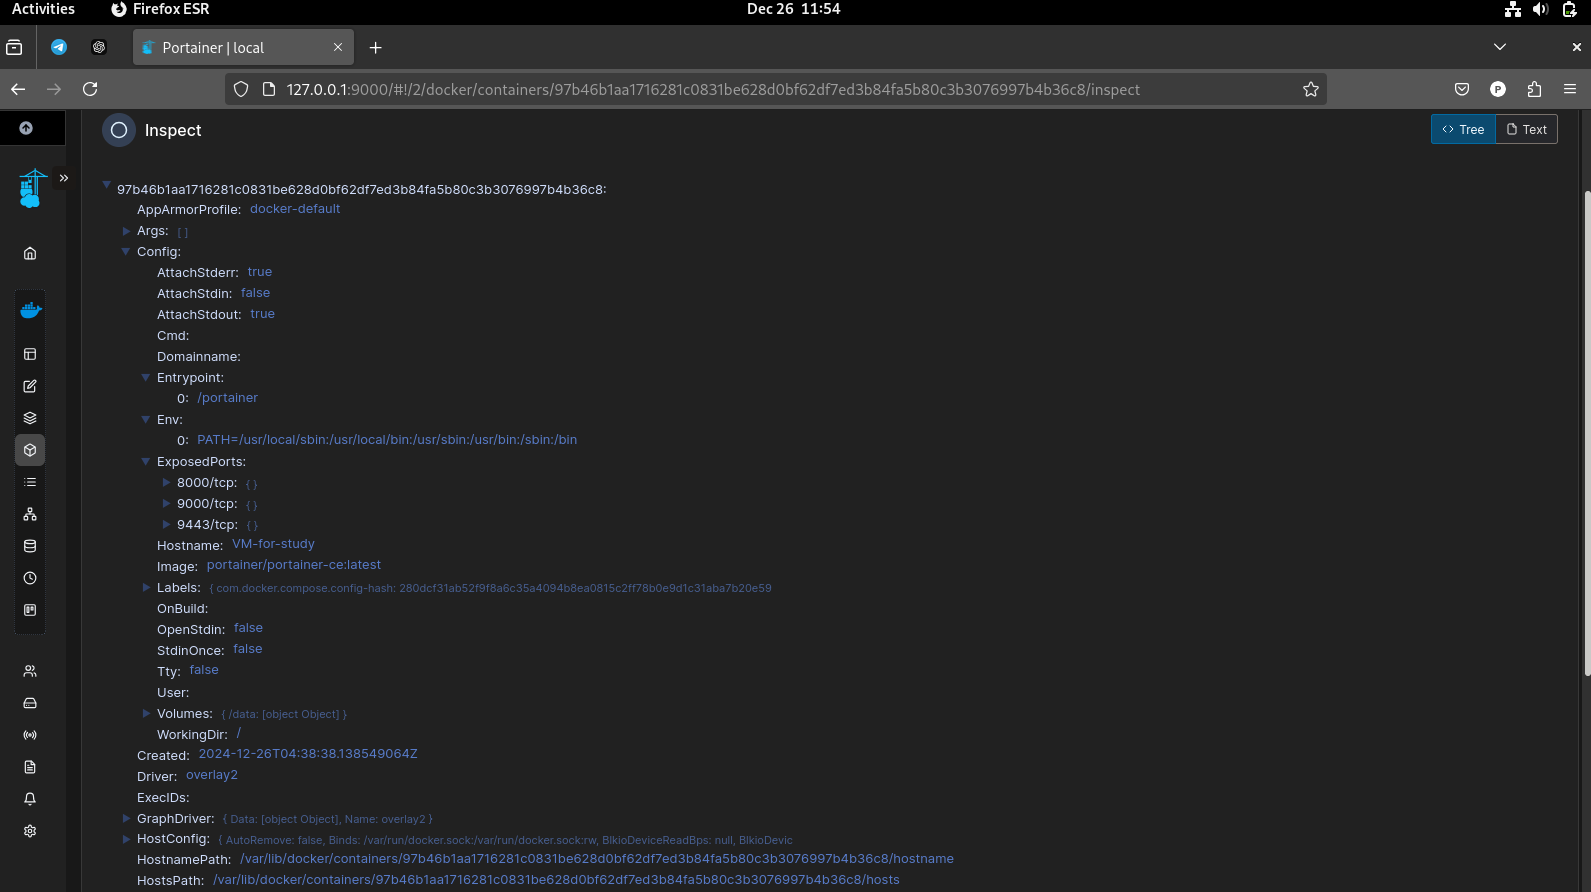 Activities Firefox ESR Dec 26 11:54
Portainer | local
127.0.0.1:9000/#!/2/docker/containers/97b46b1aa1716281c0831be628d0bf62df7ed3b84fa5b80c3b3076997b4b36c8/inspect P
Inspect Tree Text
97b46b1aa1716281c0831be628d0bf62df7ed3b84fa5b80c3b3076997b4b36c8:
AppArmorProfile: docker-default
Args: [ ]
Config:
AttachStderr: true
AttachStdin: false
AttachStdout: true
Cmd:
Domainname:
Entrypoint:
0: /portainer
Env:
0: PATH=/usr/local/sbin:/usr/local/bin:/usr/sbin:/usr/bin:/sbin:/bin
ExposedPorts:
8000/tcp: { }
9000/tcp: { }
9443/tcp: { }
Hostname: VM-for-study
Image: portainer/portainer-ce:latest
Labels: { com.docker.compose.config-hash: 280dcf31ab52f9f8a6c35a4094b8ea0815c2ff78b0e9d1c31aba7b20e59
OnBuild:
OpenStdin: false
StdinOnce: false
Tty: false
User:
Volumes: { /data: [object Object] }
WorkingDir: /
Created: 2024-12-26T04:38:38.138549064Z
Driver: overlay2
ExecIDs:
GraphDriver: { Data: [object Object], Name: overlay2 }
HostConfig: { AutoRemove: false, Binds: /var/run/docker.sock:/var/run/docker.sock:rw, BlkioDeviceReadBps: null, BlkioDevic
HostnamePath: /var/lib/docker/containers/97b46b1aa1716281c0831be628d0bf62df7ed3b84fa5b80c3b3076997b4b36c8/hostname
HostsPath: /var/lib/docker/containers/97b46b1aa1716281c0831be628d0bf62df7ed3b84fa5b80c3b3076997b4b36c8/hosts